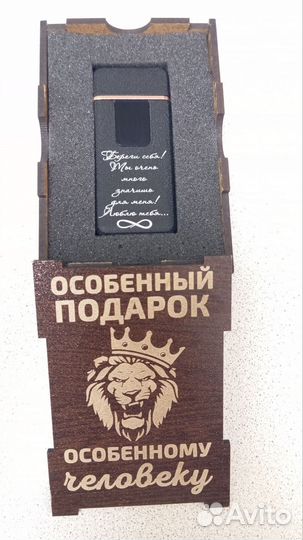 Береги себя!
Ты очень
много
значишь
для меня!
Люблю тебя...
ОСОБЕННЫЙ
ПОДАРОК
ОСОБЕННОМУ
человеку
Avito